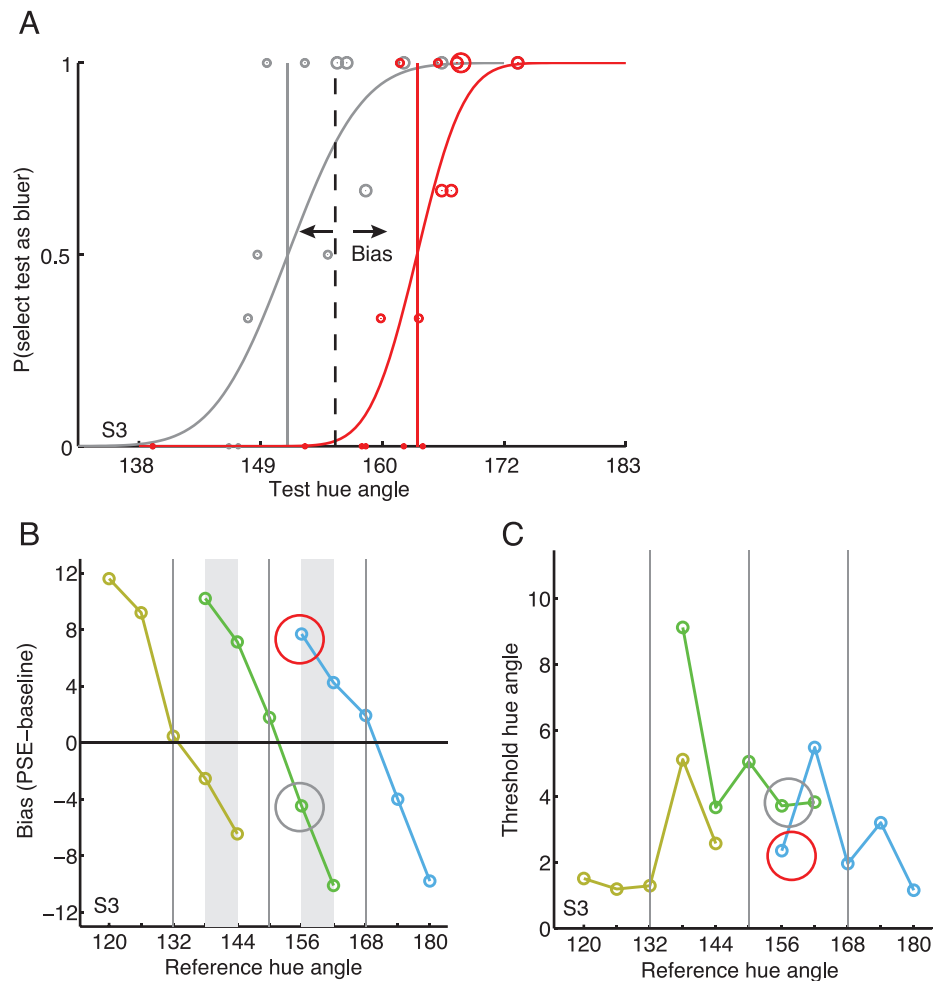 A
P(select test as bluer)
1
0.5
0
Bias
S3
138 149 160 172 183
Test hue angle
B
Bias (PSE–baseline)
12
8
4
0
−4
−8
−12
S3
120 132 144 156 168 180
Reference hue angle
C
Threshold hue angle
10
8
6
4
2
0
S3
120 132 144 156 168 180
Reference hue angle